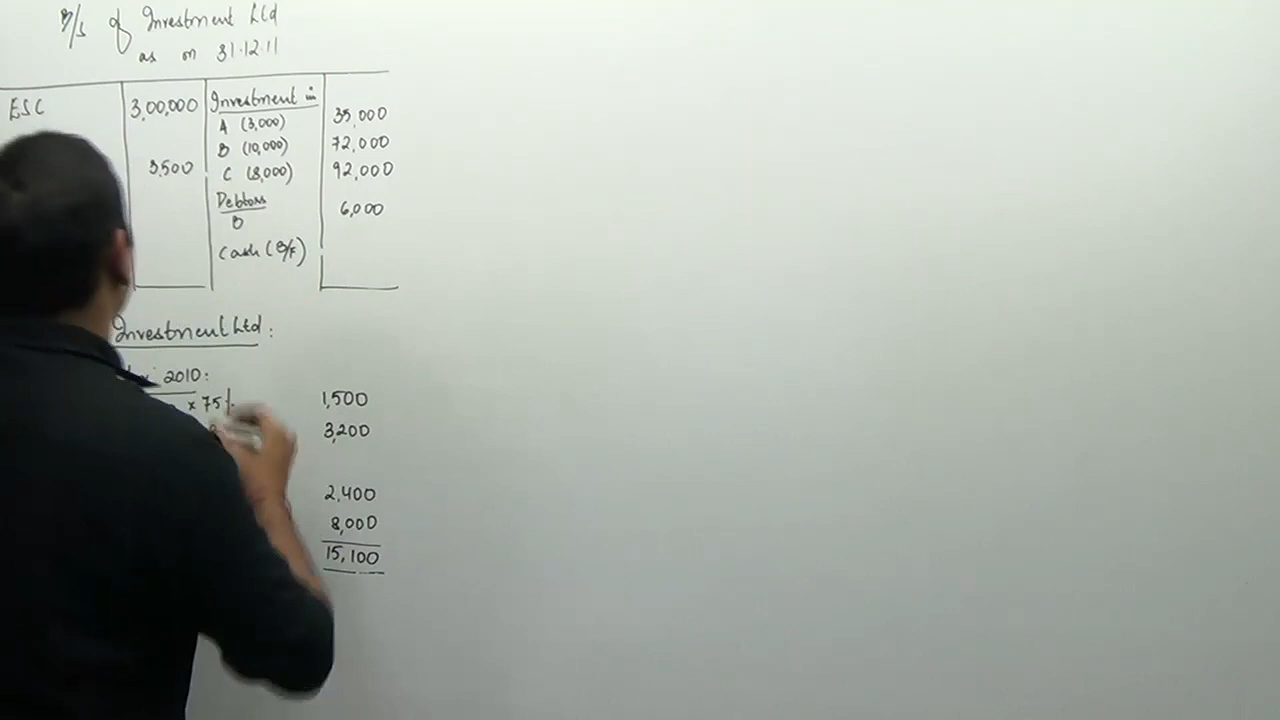 B/S of Investment Ltd
as on 31.12.11
ESC 3,00,000 Investment in
A (3,000) 35,000
B (10,000) 72,000
3,500 C (8,000) 92,000
Debtors
B 6,000
Cash (B/F)
Investment Ltd:
2010:
x 75% 1,500
3,200
2,400
8,000
15,100